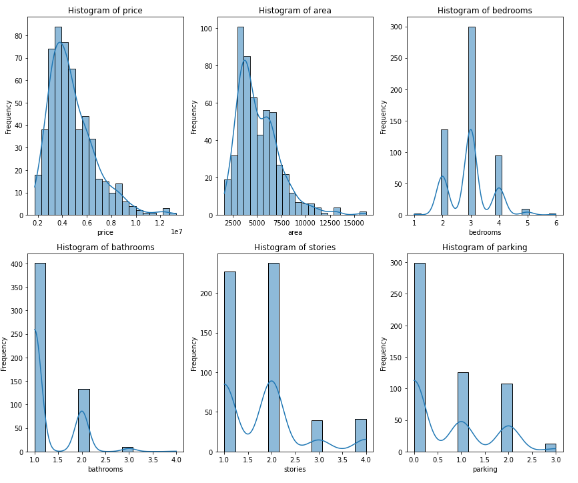 Histogram of price
Frequency
80
70
60
50
40
30
20
10
0
0.2 0.4 0.6 0.8 1.0 1.2
1e7
price
Histogram of area
Frequency
100
80
60
40
20
0
2500 5000 7500 10000 15000
area
Histogram of bedrooms
Frequency
300
250
200
150
100
50
0
1 2 3 4 5 6
bedrooms
Histogram of bathrooms
Frequency
400
350
300
250
200
150
100
50
0
1.0 1.5 2.0 2.5 3.0 3.5 4.0
bathrooms
Histogram of stories
Frequency
200
150
100
50
0
1.0 1.5 2.0 2.5 3.0 3.5 4.0
stories
Histogram of parking
Frequency
300
250
200
150
100
50
0
0.0 0.5 1.0 1.5 2.0 2.5 3.0
parking